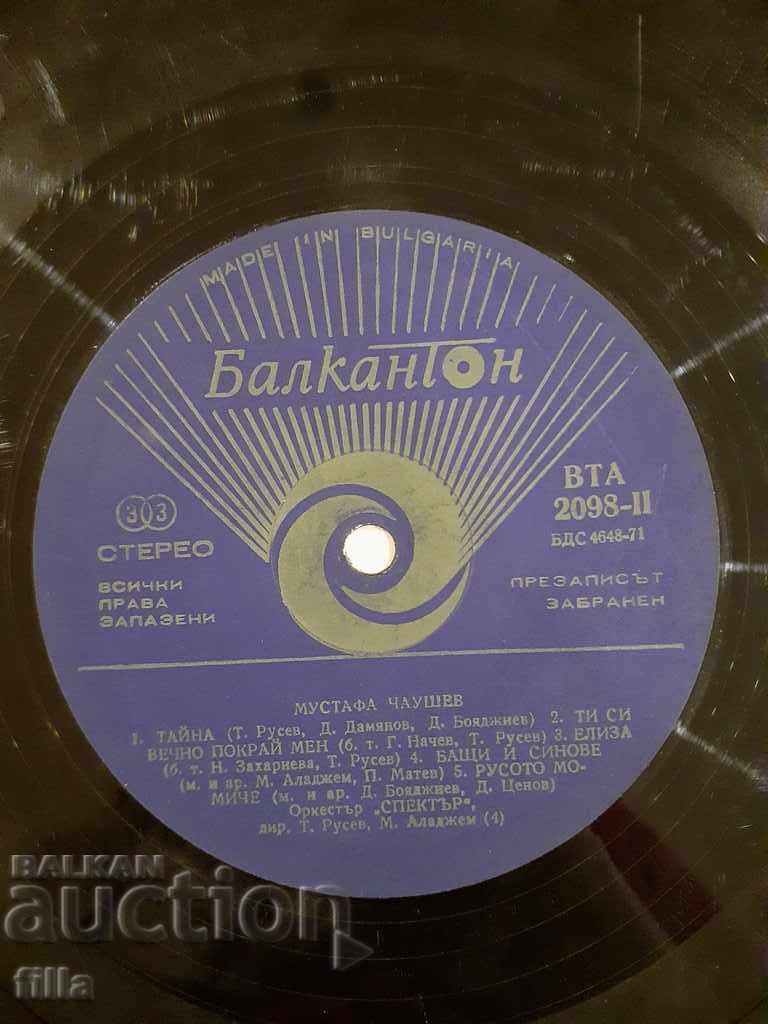 MADE IN BULGARIA
Балкантон
33
СТЕРЕО
ВСИЧКИ
ПРАВА
ЗАПАЗЕНИ
ВТА
2098-II
БДС 4648-71
ПРЕЗАПИСЪТ
ЗАБРАНЕН
МУСТАФА ЧАУШЕВ
1. ТАЙНА (Т. Русев, Д. Дамянов, Д. Бояджиев) 2. ТИ СИ
ВЕЧНО ПОКРАЙ МЕН (б. т. Г. Начев, Т. Русев) 3. ЕЛИЗА
(б. т. Н. Захариева, Т. Русев) 4. БАЩИ И СИНОВЕ
(м. и ар. М. Аладжем, П. Матев) 5. РУСОТО МО-
МИЧЕ (м. и ар. Д. Бояджиев, Д. Ценов)
Оркестър „СПЕКТЪР“,
дир. Т. Русев, М. Аладжем (4)
BALKAN
auction
filla